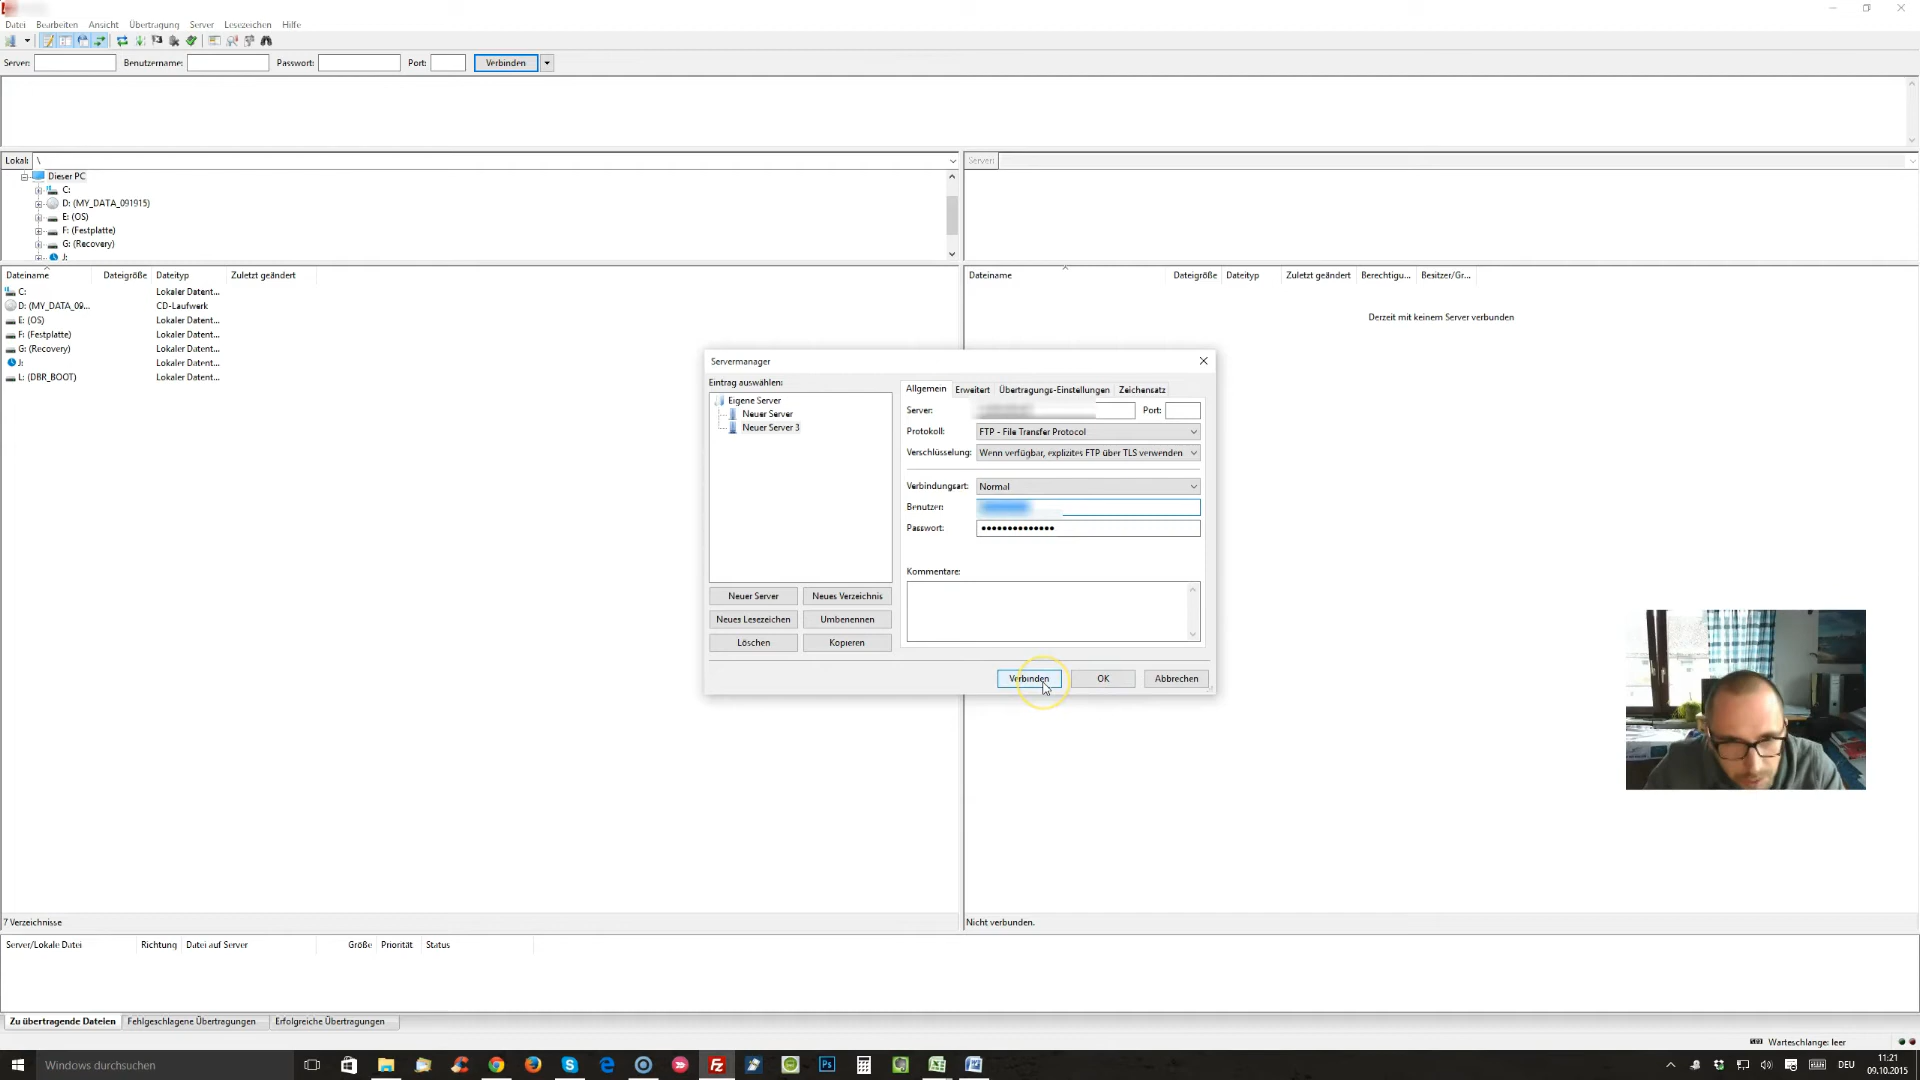 Datei Bearbeiten Ansicht Übertragung Server Lesezeichen Hilfe
Server: Benutzername: Passwort: Port: Verbinden
Lokal: \
Server:
Dieser PC
C:
D: (MY_DATA_091915)
E: (OS)
F: (Festplatte)
G: (Recovery)
J:
Dateiname Dateigröße Dateityp Zuletzt geändert
C: Lokaler Datent...
D: (MY_DATA_09... CD-Laufwerk
E: (OS) Lokaler Datent...
F: (Festplatte) Lokaler Datent...
G: (Recovery) Lokaler Datent...
J: Lokaler Datent...
L: (DBR_BOOT) Lokaler Datent...
Dateiname Dateigröße Dateityp Zuletzt geändert Berechtigu... Besitzer/Gr...
Derzeit mit keinem Server verbunden
Servermanager
Eintrag auswählen:
Eigene Server
Neuer Server
Neuer Server 3
Neuer Server Neues Verzeichnis
Neues Lesezeichen Umbenennen
Löschen Kopieren
Allgemein Erweitert Übertragungs-Einstellungen Zeichensatz
Server: Port:
Protokoll: FTP - File Transfer Protocol
Verschlüsselung: Wenn verfügbar, explizites FTP über TLS verwenden
Verbindungsart: Normal
Benutzer:
Passwort: ••••••••••••••
Kommentare:
Verbinden OK Abbrechen
7 Verzeichnisse
Nicht verbunden.
Server/Lokale Datei Richtung Datei auf Server Größe Priorität Status
Zu übertragende Dateien Fehlgeschlagene Übertragungen Erfolgreiche Übertragungen
Warteschlange: leer
Windows durchsuchen
DEU
11:21
09.10.2015